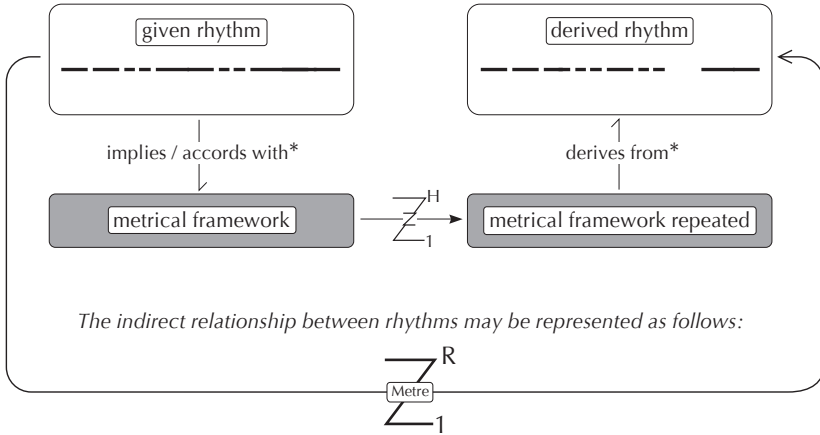 given rhythm
derived rhythm
implies / accords with*
derives from*
metrical framework
H
1
metrical framework repeated
The indirect relationship between rhythms may be represented as follows:
R
Metre
1